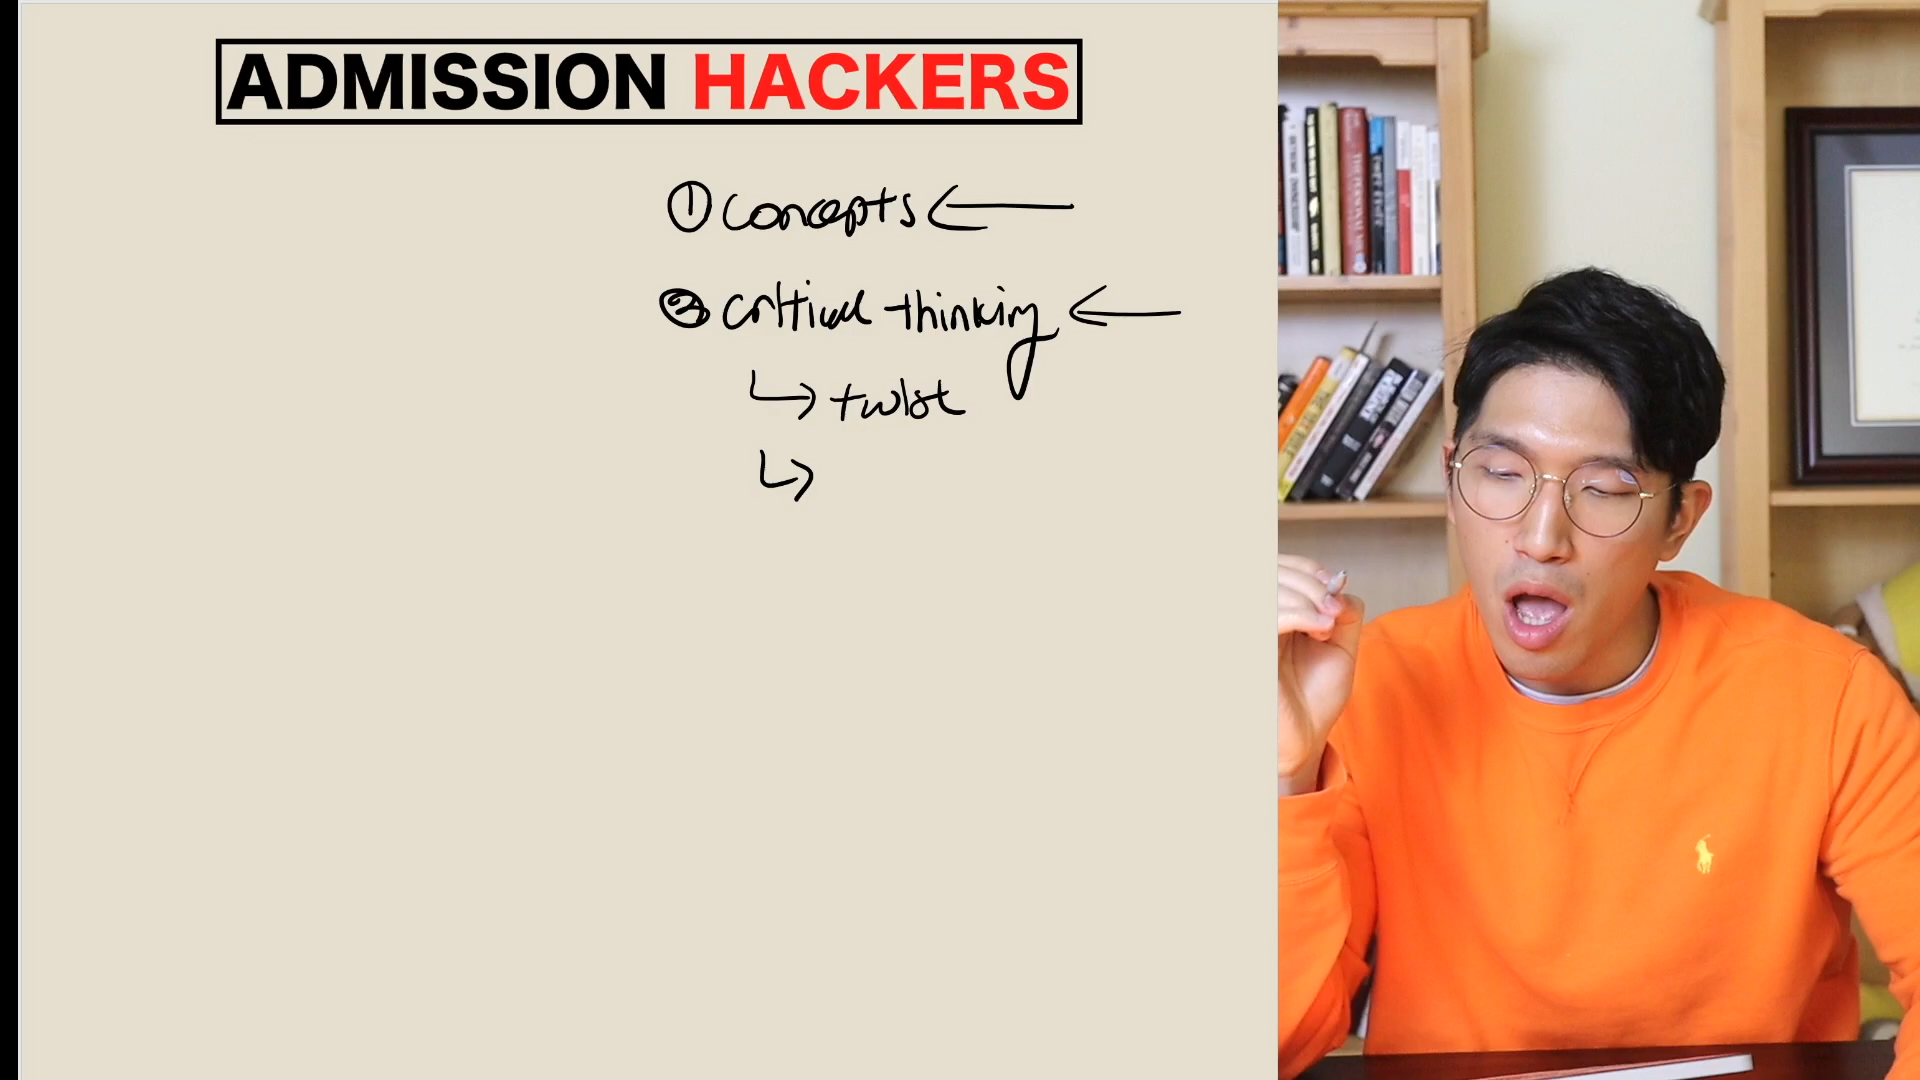 ADMISSION HACKERS
① concepts ←
② critical thinking ←
↳ twist
↳